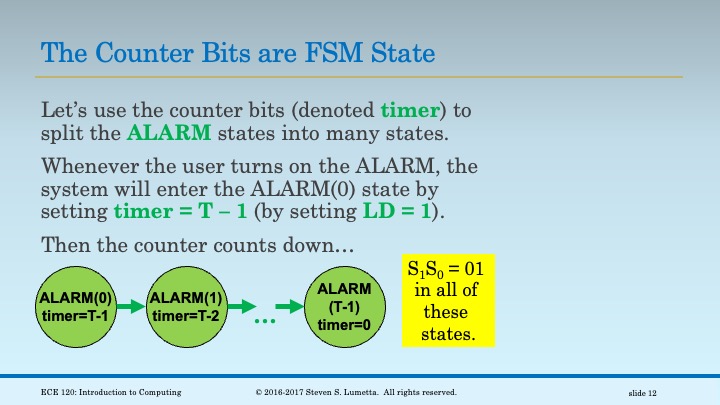 The Counter Bits are FSM State
Let's use the counter bits (denoted timer) to
split the ALARM states into many states.
Whenever the user turns on the ALARM, the
system will enter the ALARM(0) state by
setting timer = T – 1 (by setting LD = 1).
Then the counter counts down…
ALARM(0)
timer=T-1
ALARM(1)
timer=T-2
…
ALARM
(T-1)
timer=0
S₁S₀ = 01
in all of
these
states.
ECE 120: Introduction to Computing
© 2016-2017 Steven S. Lumetta. All rights reserved.
slide 12